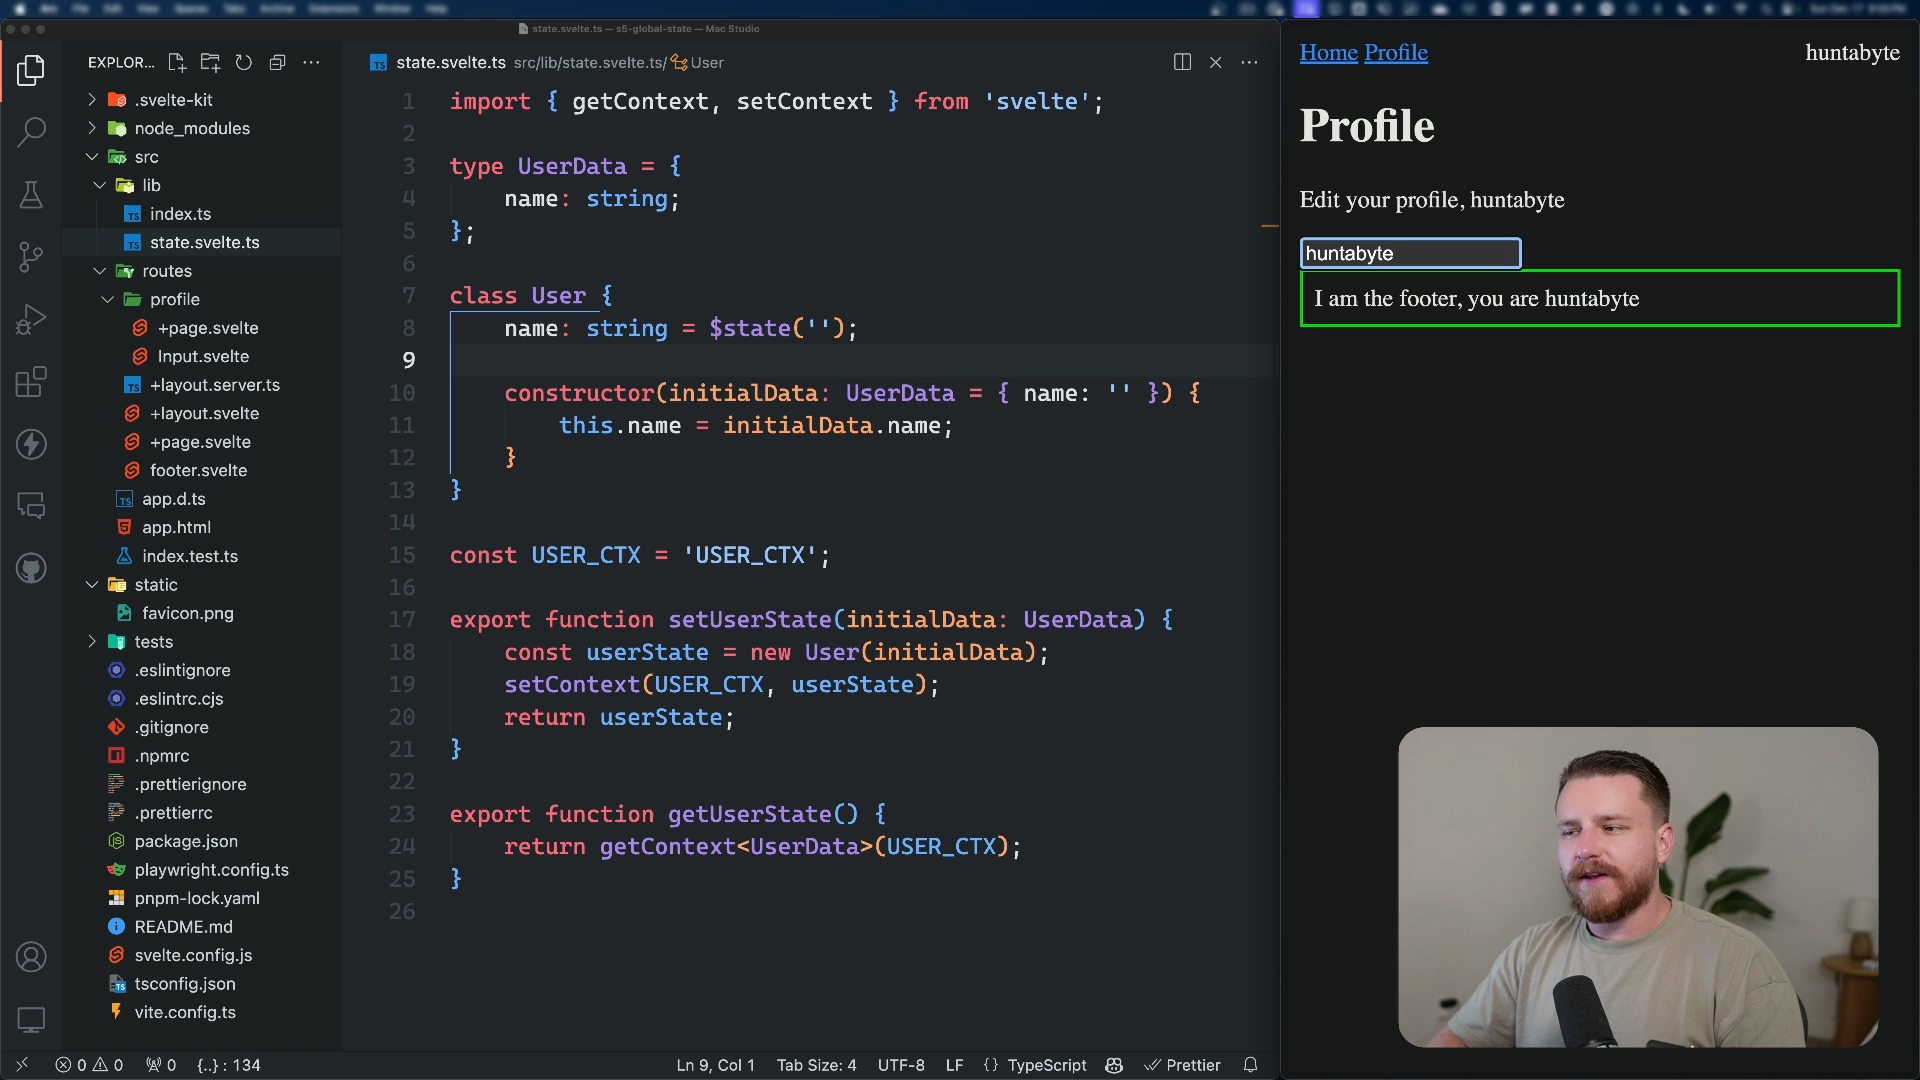 state.svelte.ts — s5-global-state — Mac Studio
EXPLOR...
.svelte-kit
node_modules
src
lib
index.ts
state.svelte.ts
routes
profile
+page.svelte
Input.svelte
+layout.server.ts
+layout.svelte
+page.svelte
footer.svelte
app.d.ts
app.html
index.test.ts
static
favicon.png
tests
.eslintignore
.eslintrc.cjs
.gitignore
.npmrc
.prettierignore
.prettierrc
package.json
playwright.config.ts
pnpm-lock.yaml
README.md
svelte.config.js
tsconfig.json
vite.config.ts
state.svelte.ts src/lib/state.svelte.ts/ User
1 import { getContext, setContext } from 'svelte';
2
3 type UserData = {
4 name: string;
5 };
6
7 class User {
8 name: string = $state('');
9
10 constructor(initialData: UserData = { name: '' }) {
11 this.name = initialData.name;
12 }
13 }
14
15 const USER_CTX = 'USER_CTX';
16
17 export function setUserState(initialData: UserData) {
18 const userState = new User(initialData);
19 setContext(USER_CTX, userState);
20 return userState;
21 }
22
23 export function getUserState() {
24 return getContext<UserData>(USER_CTX);
25 }
26
0 0 0 {..} : 134
Ln 9, Col 1 Tab Size: 4 UTF-8 LF {} TypeScript Prettier
Home Profile huntabyte
Profile
Edit your profile, huntabyte
huntabyte
I am the footer, you are huntabyte